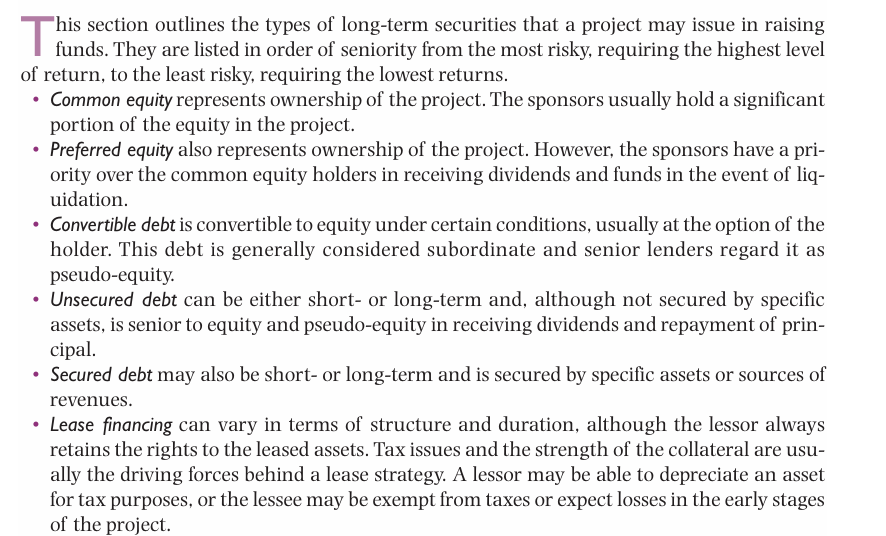 This section outlines the types of long-term securities that a project may issue in raising
funds. They are listed in order of seniority from the most risky, requiring the highest level
of return, to the least risky, requiring the lowest returns.
• Common equity represents ownership of the project. The sponsors usually hold a significant
portion of the equity in the project.
• Preferred equity also represents ownership of the project. However, the sponsors have a pri-
ority over the common equity holders in receiving dividends and funds in the event of liq-
uidation.
• Convertible debt is convertible to equity under certain conditions, usually at the option of the
holder. This debt is generally considered subordinate and senior lenders regard it as
pseudo-equity.
• Unsecured debt can be either short- or long-term and, although not secured by specific
assets, is senior to equity and pseudo-equity in receiving dividends and repayment of prin-
cipal.
• Secured debt may also be short- or long-term and is secured by specific assets or sources of
revenues.
• Lease financing can vary in terms of structure and duration, although the lessor always
retains the rights to the leased assets. Tax issues and the strength of the collateral are usu-
ally the driving forces behind a lease strategy. A lessor may be able to depreciate an asset
for tax purposes, or the lessee may be exempt from taxes or expect losses in the early stages
of the project.